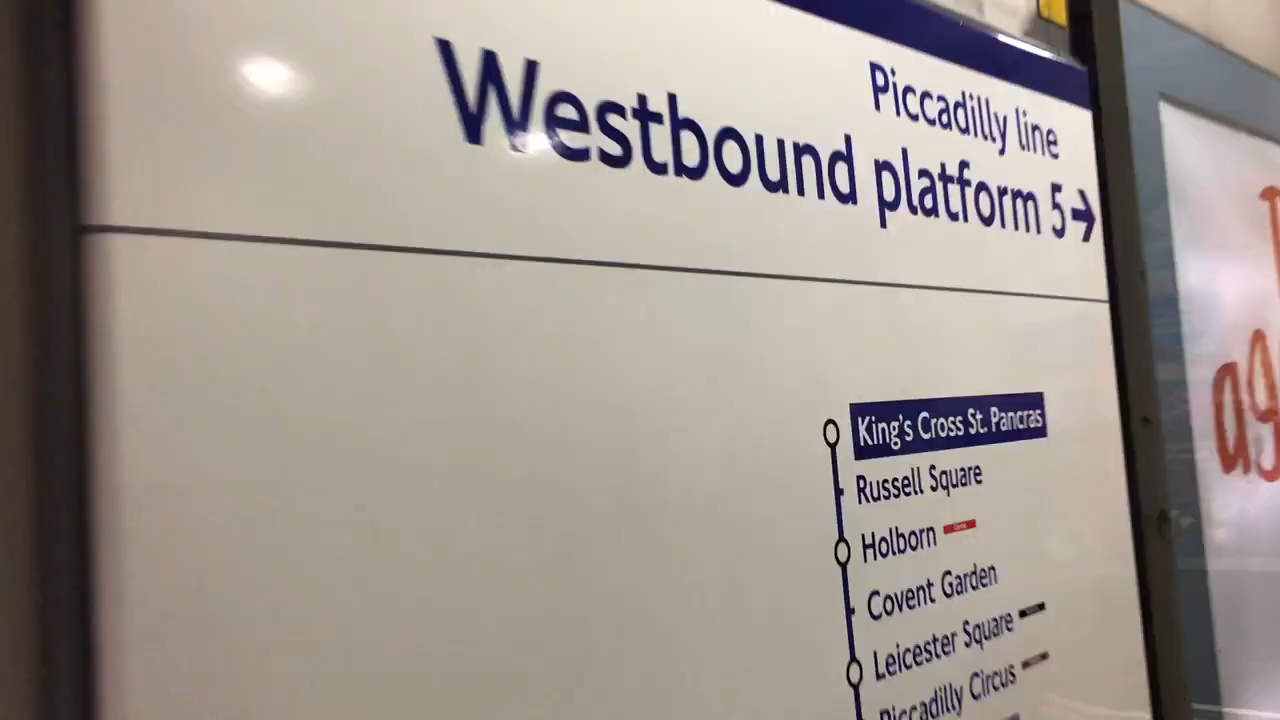 Piccadilly line
Westbound platform 5→
King's Cross St. Pancras
Russell Square
Holborn
Covent Garden
Leicester Square
Piccadilly Circus